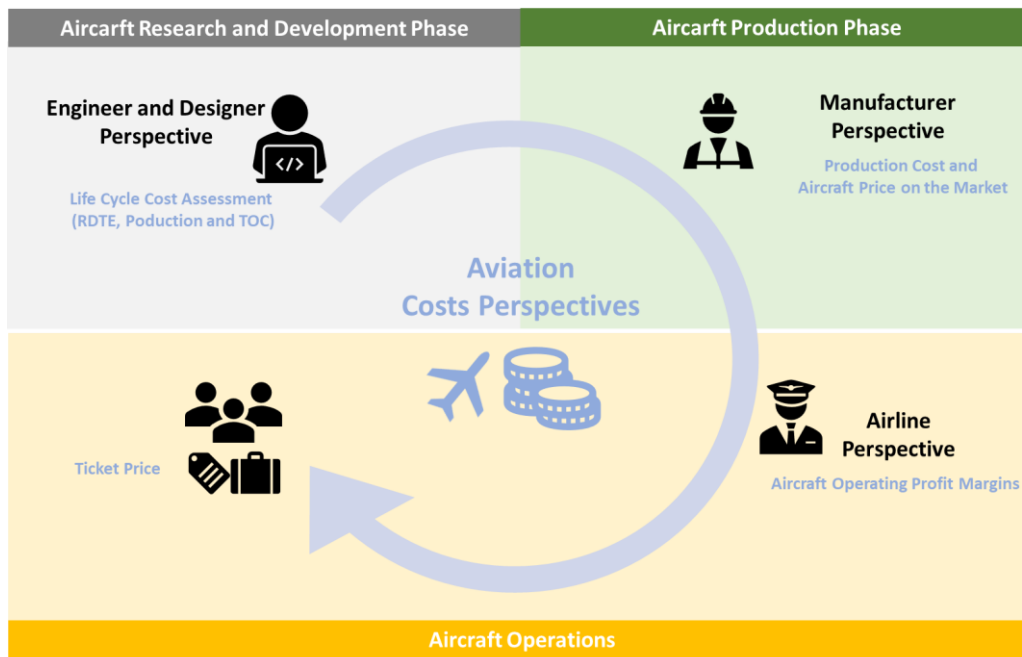 Aircarft Research and Development Phase
Aircarft Production Phase
Engineer and Designer
Perspective
</>
Life Cycle Cost Assessment
(RDTE, Poduction and TOC)
Manufacturer
Perspective
Production Cost and
Aircraft Price on the Market
Aviation
Costs Perspectives
Ticket Price
Airline
Perspective
Aircraft Operating Profit Margins
Aircraft Operations